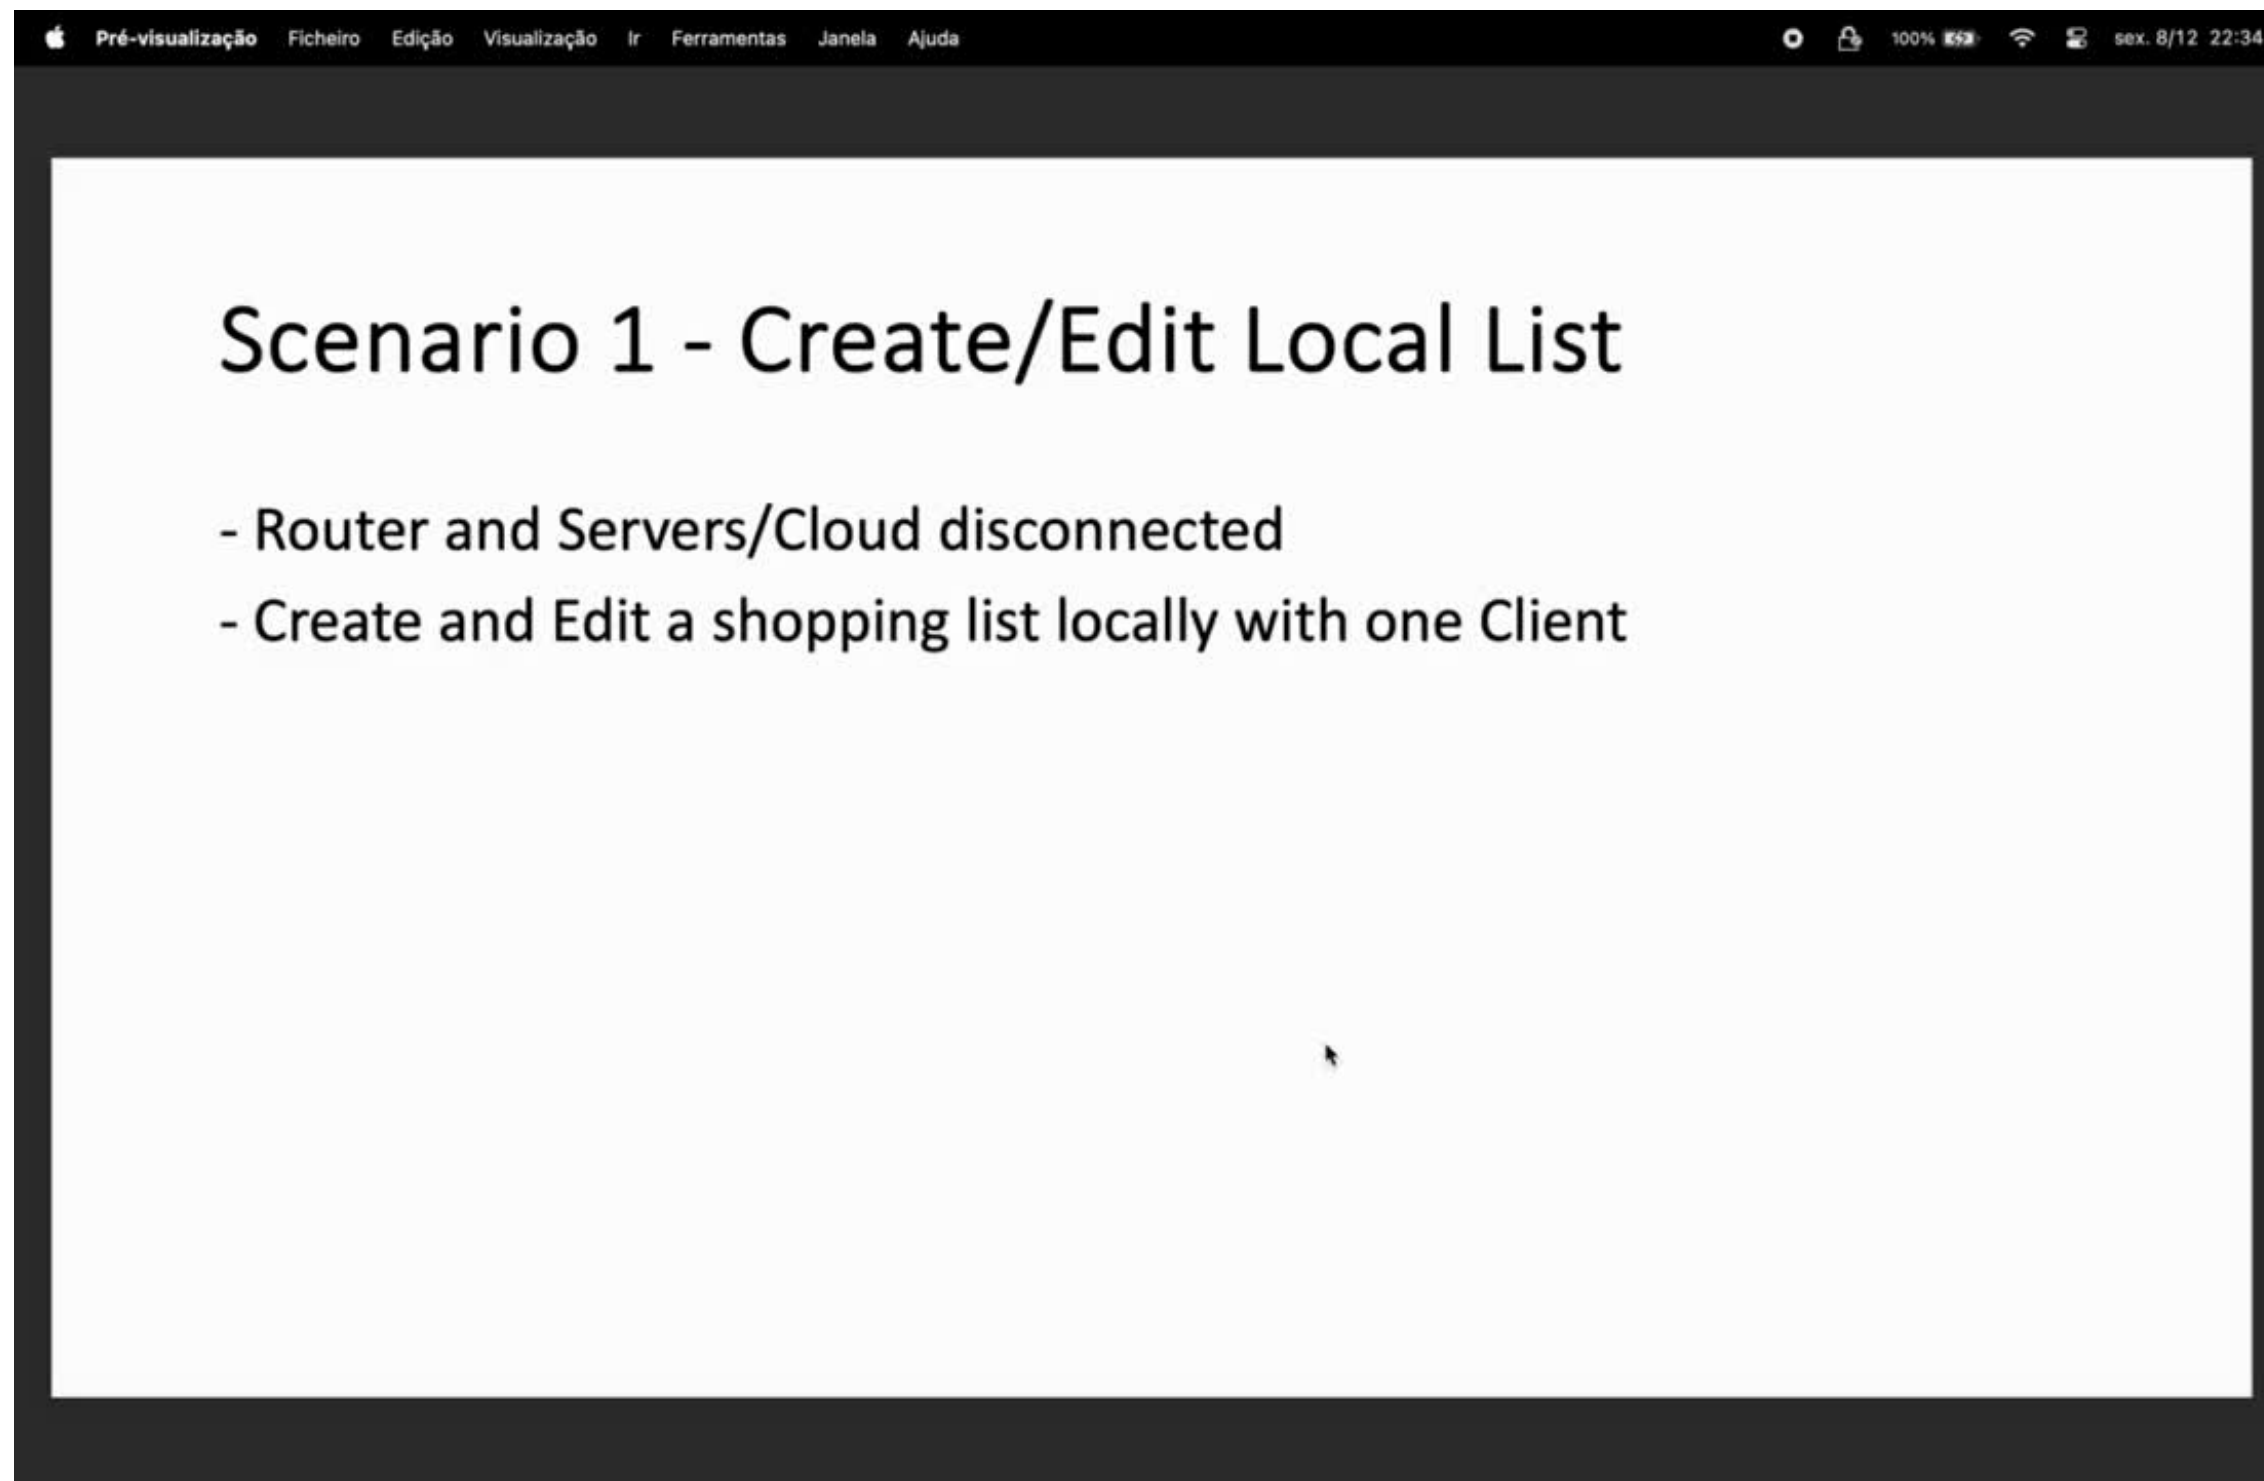 Pré-visualização Ficheiro Edição Visualização Ir Ferramentas Janela Ajuda 100% sex. 8/12 22:34
Scenario 1 - Create/Edit Local List
- Router and Servers/Cloud disconnected
- Create and Edit a shopping list locally with one Client